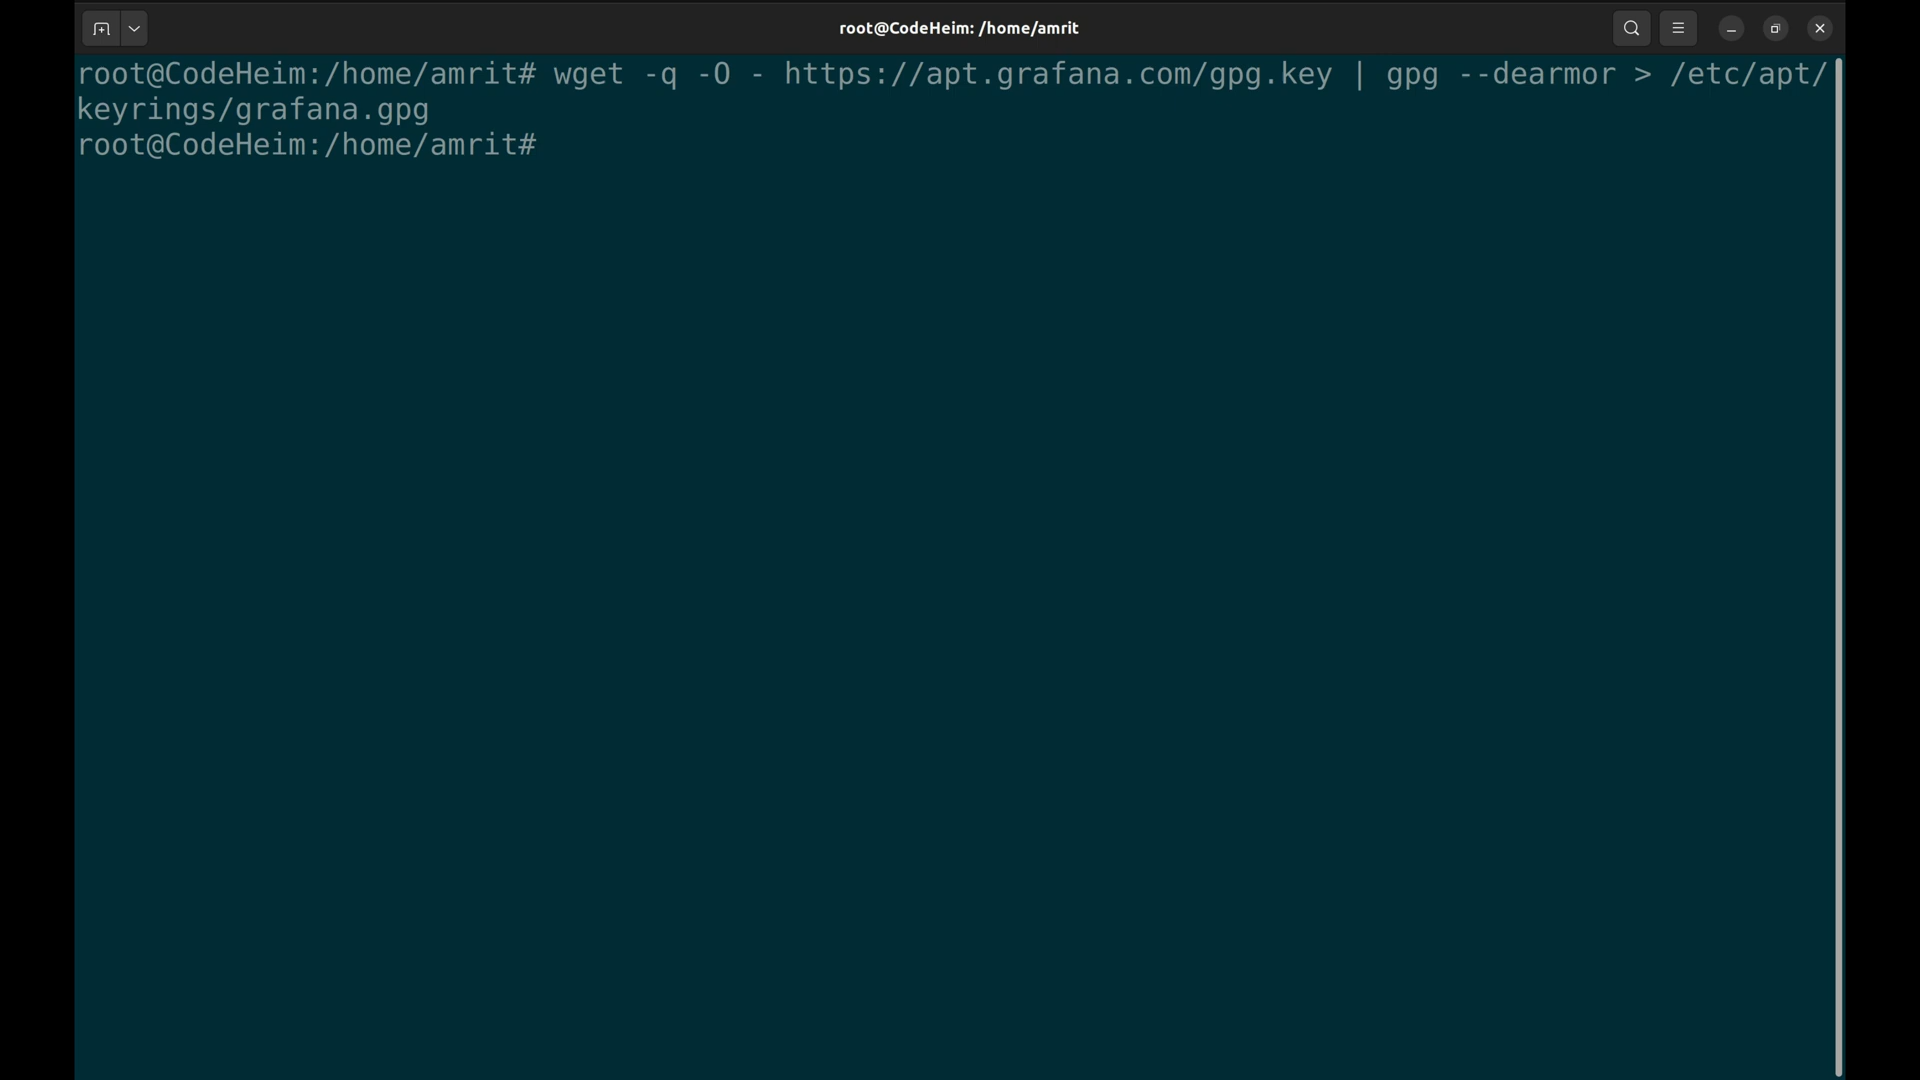 root@CodeHeim: /home/amrit
root@CodeHeim:/home/amrit# wget -q -O - https://apt.grafana.com/gpg.key | gpg --dearmor > /etc/apt/
keyrings/grafana.gpg
root@CodeHeim:/home/amrit#